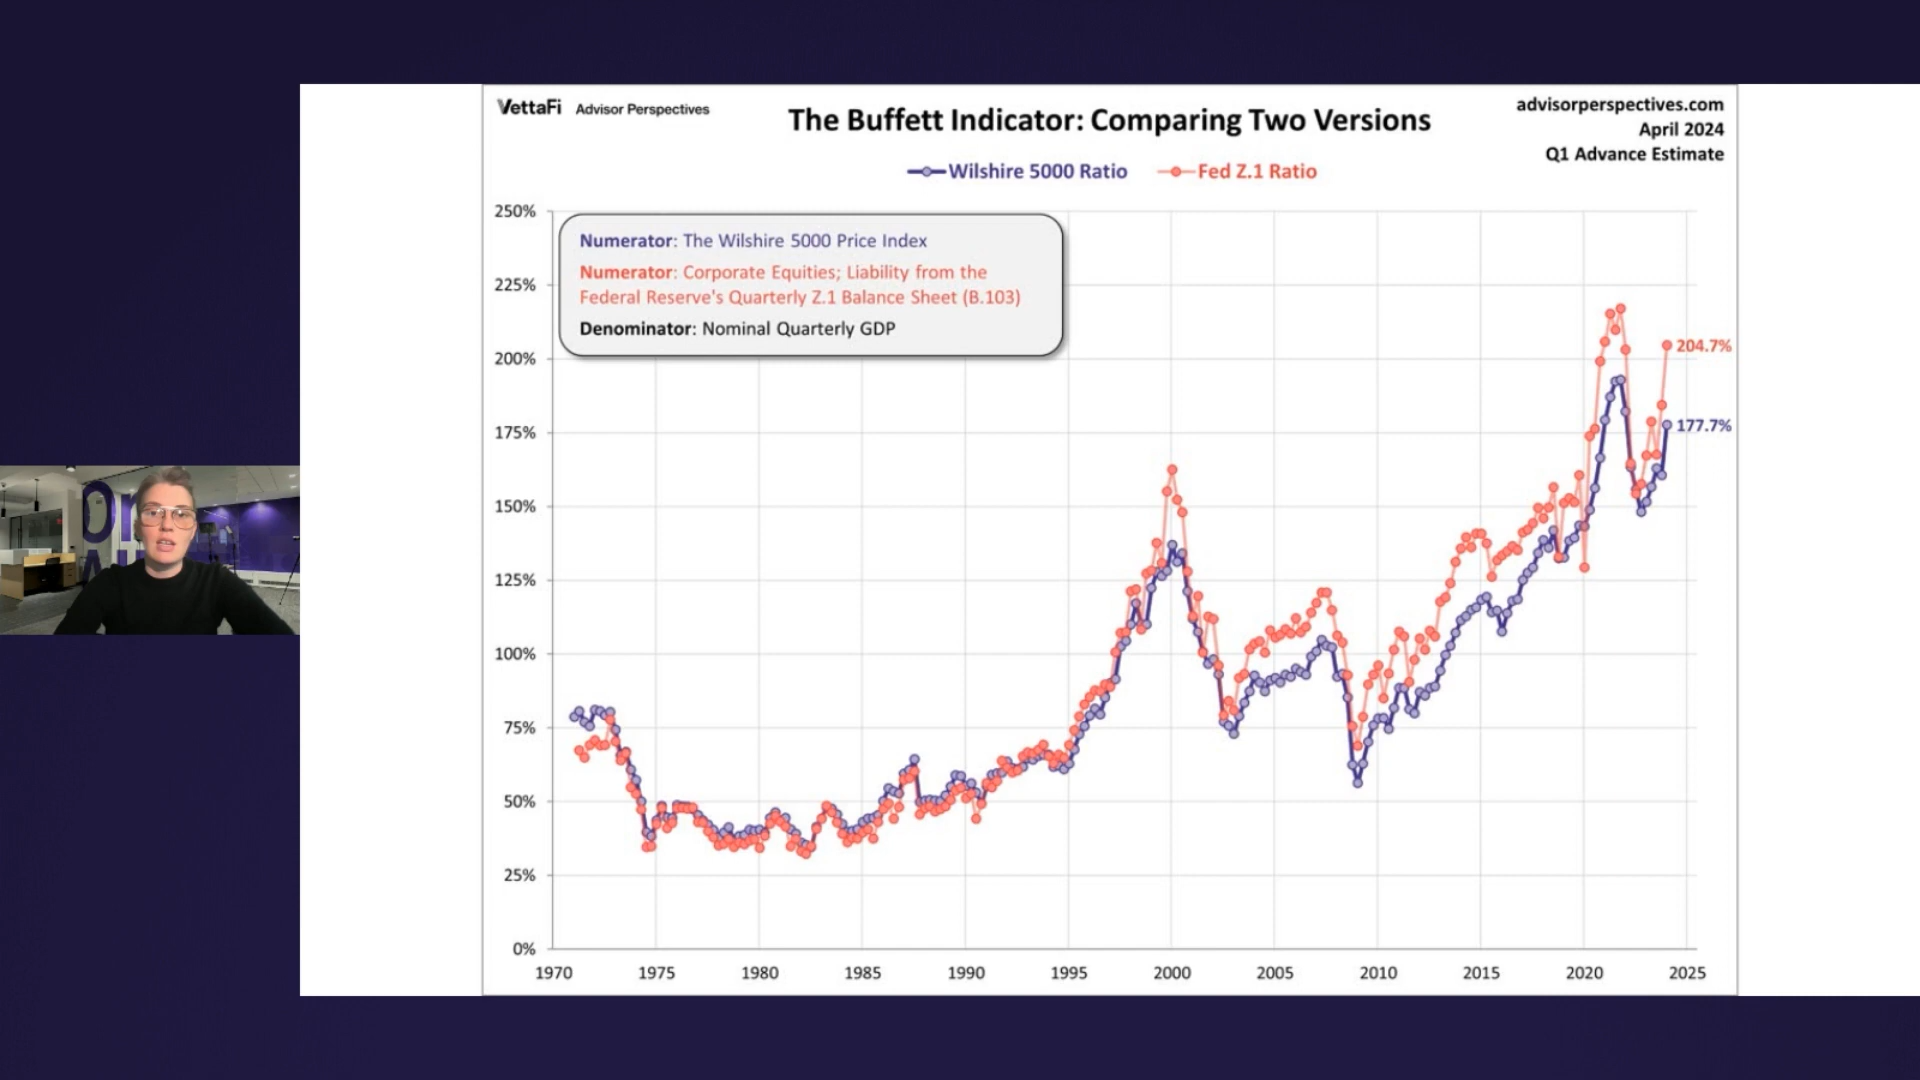 VettaFi Advisor Perspectives
The Buffett Indicator: Comparing Two Versions
advisorperspectives.com
April 2024
Q1 Advance Estimate
Wilshire 5000 Ratio
Fed Z.1 Ratio
Numerator: The Wilshire 5000 Price Index
Numerator: Corporate Equities; Liability from the
Federal Reserve's Quarterly Z.1 Balance Sheet (B.103)
Denominator: Nominal Quarterly GDP
250%
225%
200%
175%
150%
125%
100%
75%
50%
25%
0%
204.7%
177.7%
1970
1975
1980
1985
1990
1995
2000
2005
2010
2015
2020
2025